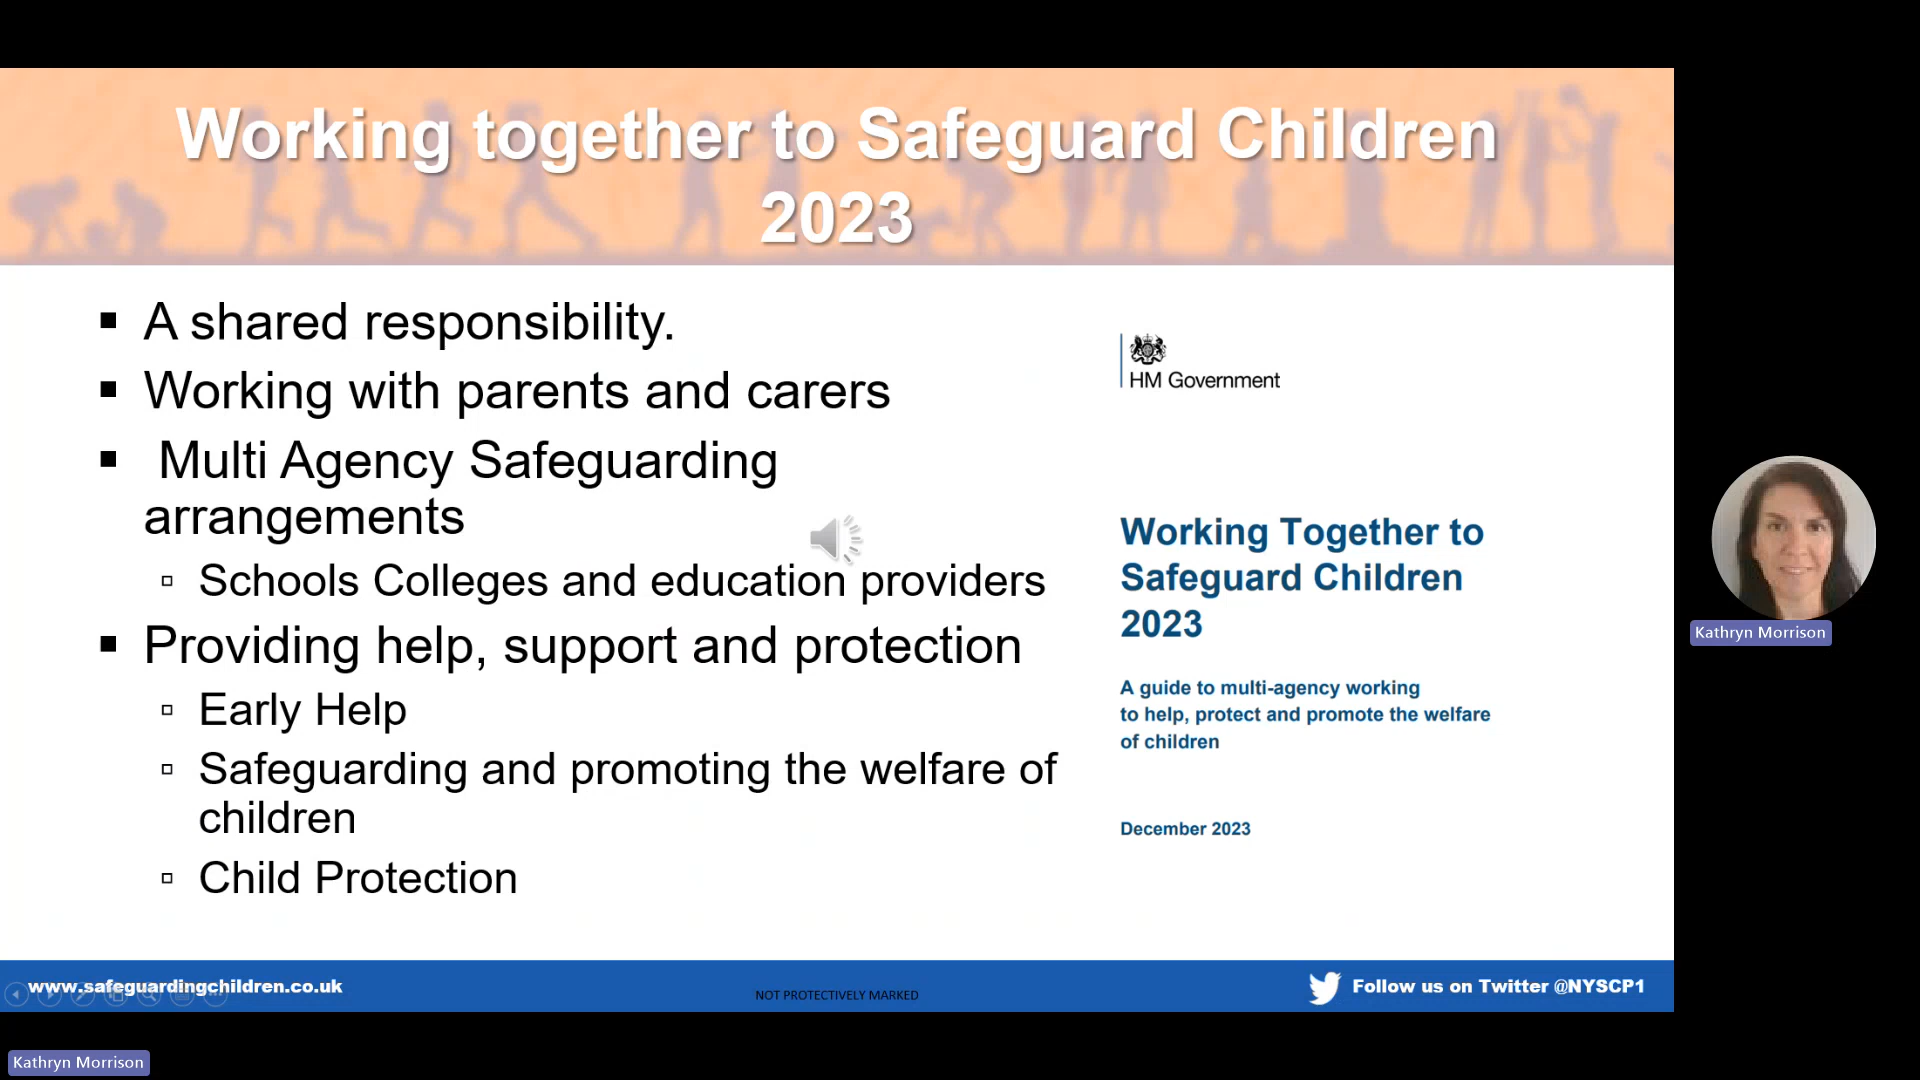 Working together to Safeguard Children
2023
▪ A shared responsibility.
▪ Working with parents and carers
▪ Multi Agency Safeguarding
arrangements
▫ Schools Colleges and education providers
▪ Providing help, support and protection
▫ Early Help
▫ Safeguarding and promoting the welfare of
children
▫ Child Protection
HM Government
Working Together to
Safeguard Children
2023
A guide to multi-agency working
to help, protect and promote the welfare
of children
December 2023
www.safeguardingchildren.co.uk
NOT PROTECTIVELY MARKED
Follow us on Twitter @NYSCP1
Kathryn Morrison
Kathryn Morrison